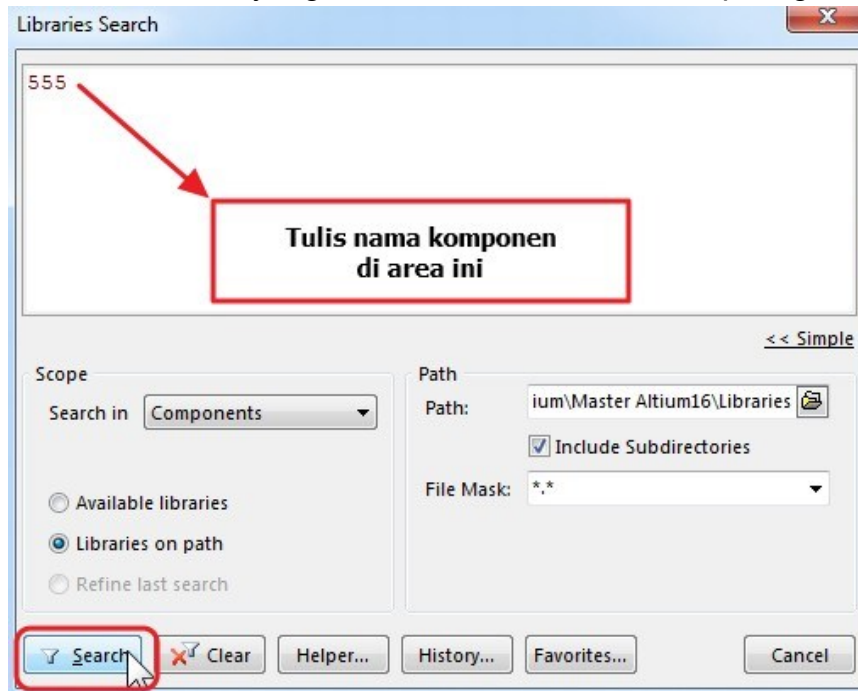 Libraries Search
555
Tulis nama komponen
di area ini
<< Simple
Scope
Search in Components
Available libraries
Libraries on path
Refine last search
Path
Path: ium\Master Altium16\Libraries
Include Subdirectories
File Mask: *.*
Search Clear Helper... History... Favorites... Cancel